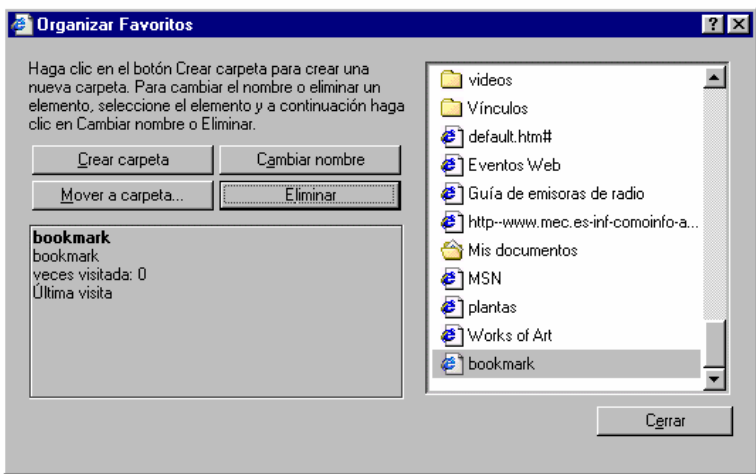 Organizar Favoritos
Haga clic en el botón Crear carpeta para crear una
nueva carpeta. Para cambiar el nombre o eliminar un
elemento, seleccione el elemento y a continuación haga
clic en Cambiar nombre o Eliminar.
Crear carpeta
Cambiar nombre
Mover a carpeta...
Eliminar
bookmark
bookmark
veces visitada: 0
Última visita
videos
Vínculos
default.htm#
Eventos Web
Guía de emisoras de radio
http--www.mec.es-inf-comoinfo-a...
Mis documentos
MSN
plantas
Works of Art
bookmark
Cerrar